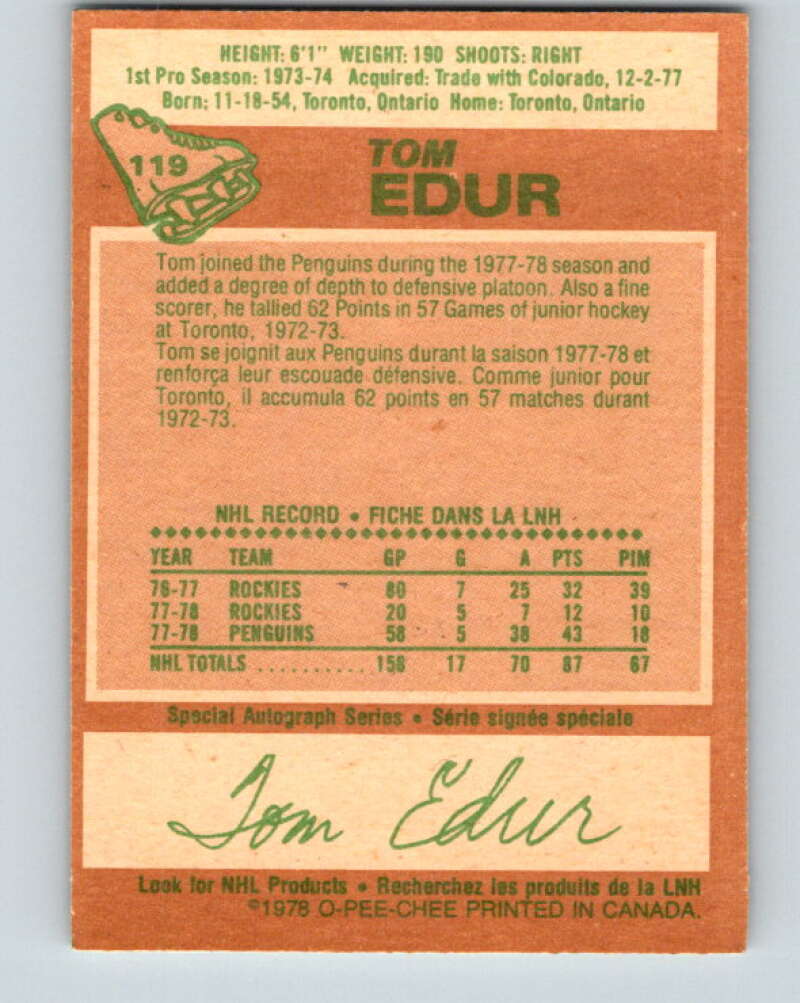 HEIGHT: 6'1" WEIGHT: 190 SHOOTS: RIGHT
1st Pro Season: 1973-74 Acquired: Trade with Colorado, 12-2-77
Born: 11-18-54, Toronto, Ontario Home: Toronto, Ontario
119
TOM
EDUR
Tom joined the Penguins during the 1977-78 season and
added a degree of depth to defensive platoon. Also a fine
scorer, he tallied 62 Points in 57 Games of junior hockey
at Toronto, 1972-73.
Tom se joignit aux Penguins durant la saison 1977-78 et
renforça leur escouade défensive. Comme junior pour
Toronto, il accumula 62 points en 57 matches durant
1972-73.
NHL RECORD • FICHE DANS LA LNH
YEAR TEAM GP G A PTS PIM
76-77 ROCKIES 80 7 25 32 39
77-78 ROCKIES 20 5 7 12 10
77-78 PENGUINS 58 5 38 43 18
NHL TOTALS .......... 158 17 70 87 67
Special Autograph Series • Série signée spéciale
Tom Edur
Look for NHL Products • Recherchez les produits de la LNH
©1978 O-PEE-CHEE PRINTED IN CANADA.